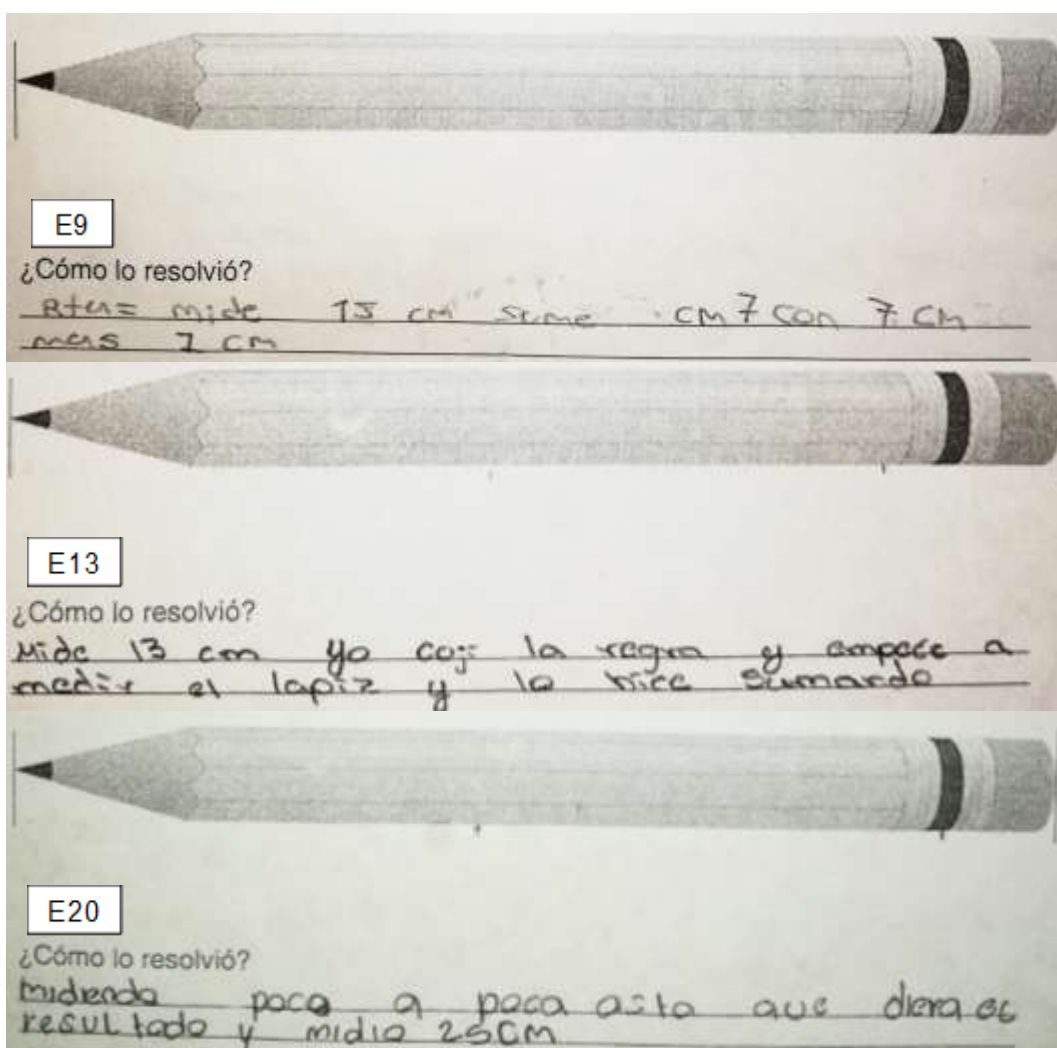 E9
¿Cómo lo resolvió?
Rta= mide 15 cm sume cm 7 con 7 cm
mas 1 cm
E13
¿Cómo lo resolvió?
Mide 13 cm yo coji la regra y empece a
medir el lapiz y lo hice sumando
E20
¿Cómo lo resolvió?
midiendo poco a poco asta que diera
resultado y midio 25cm